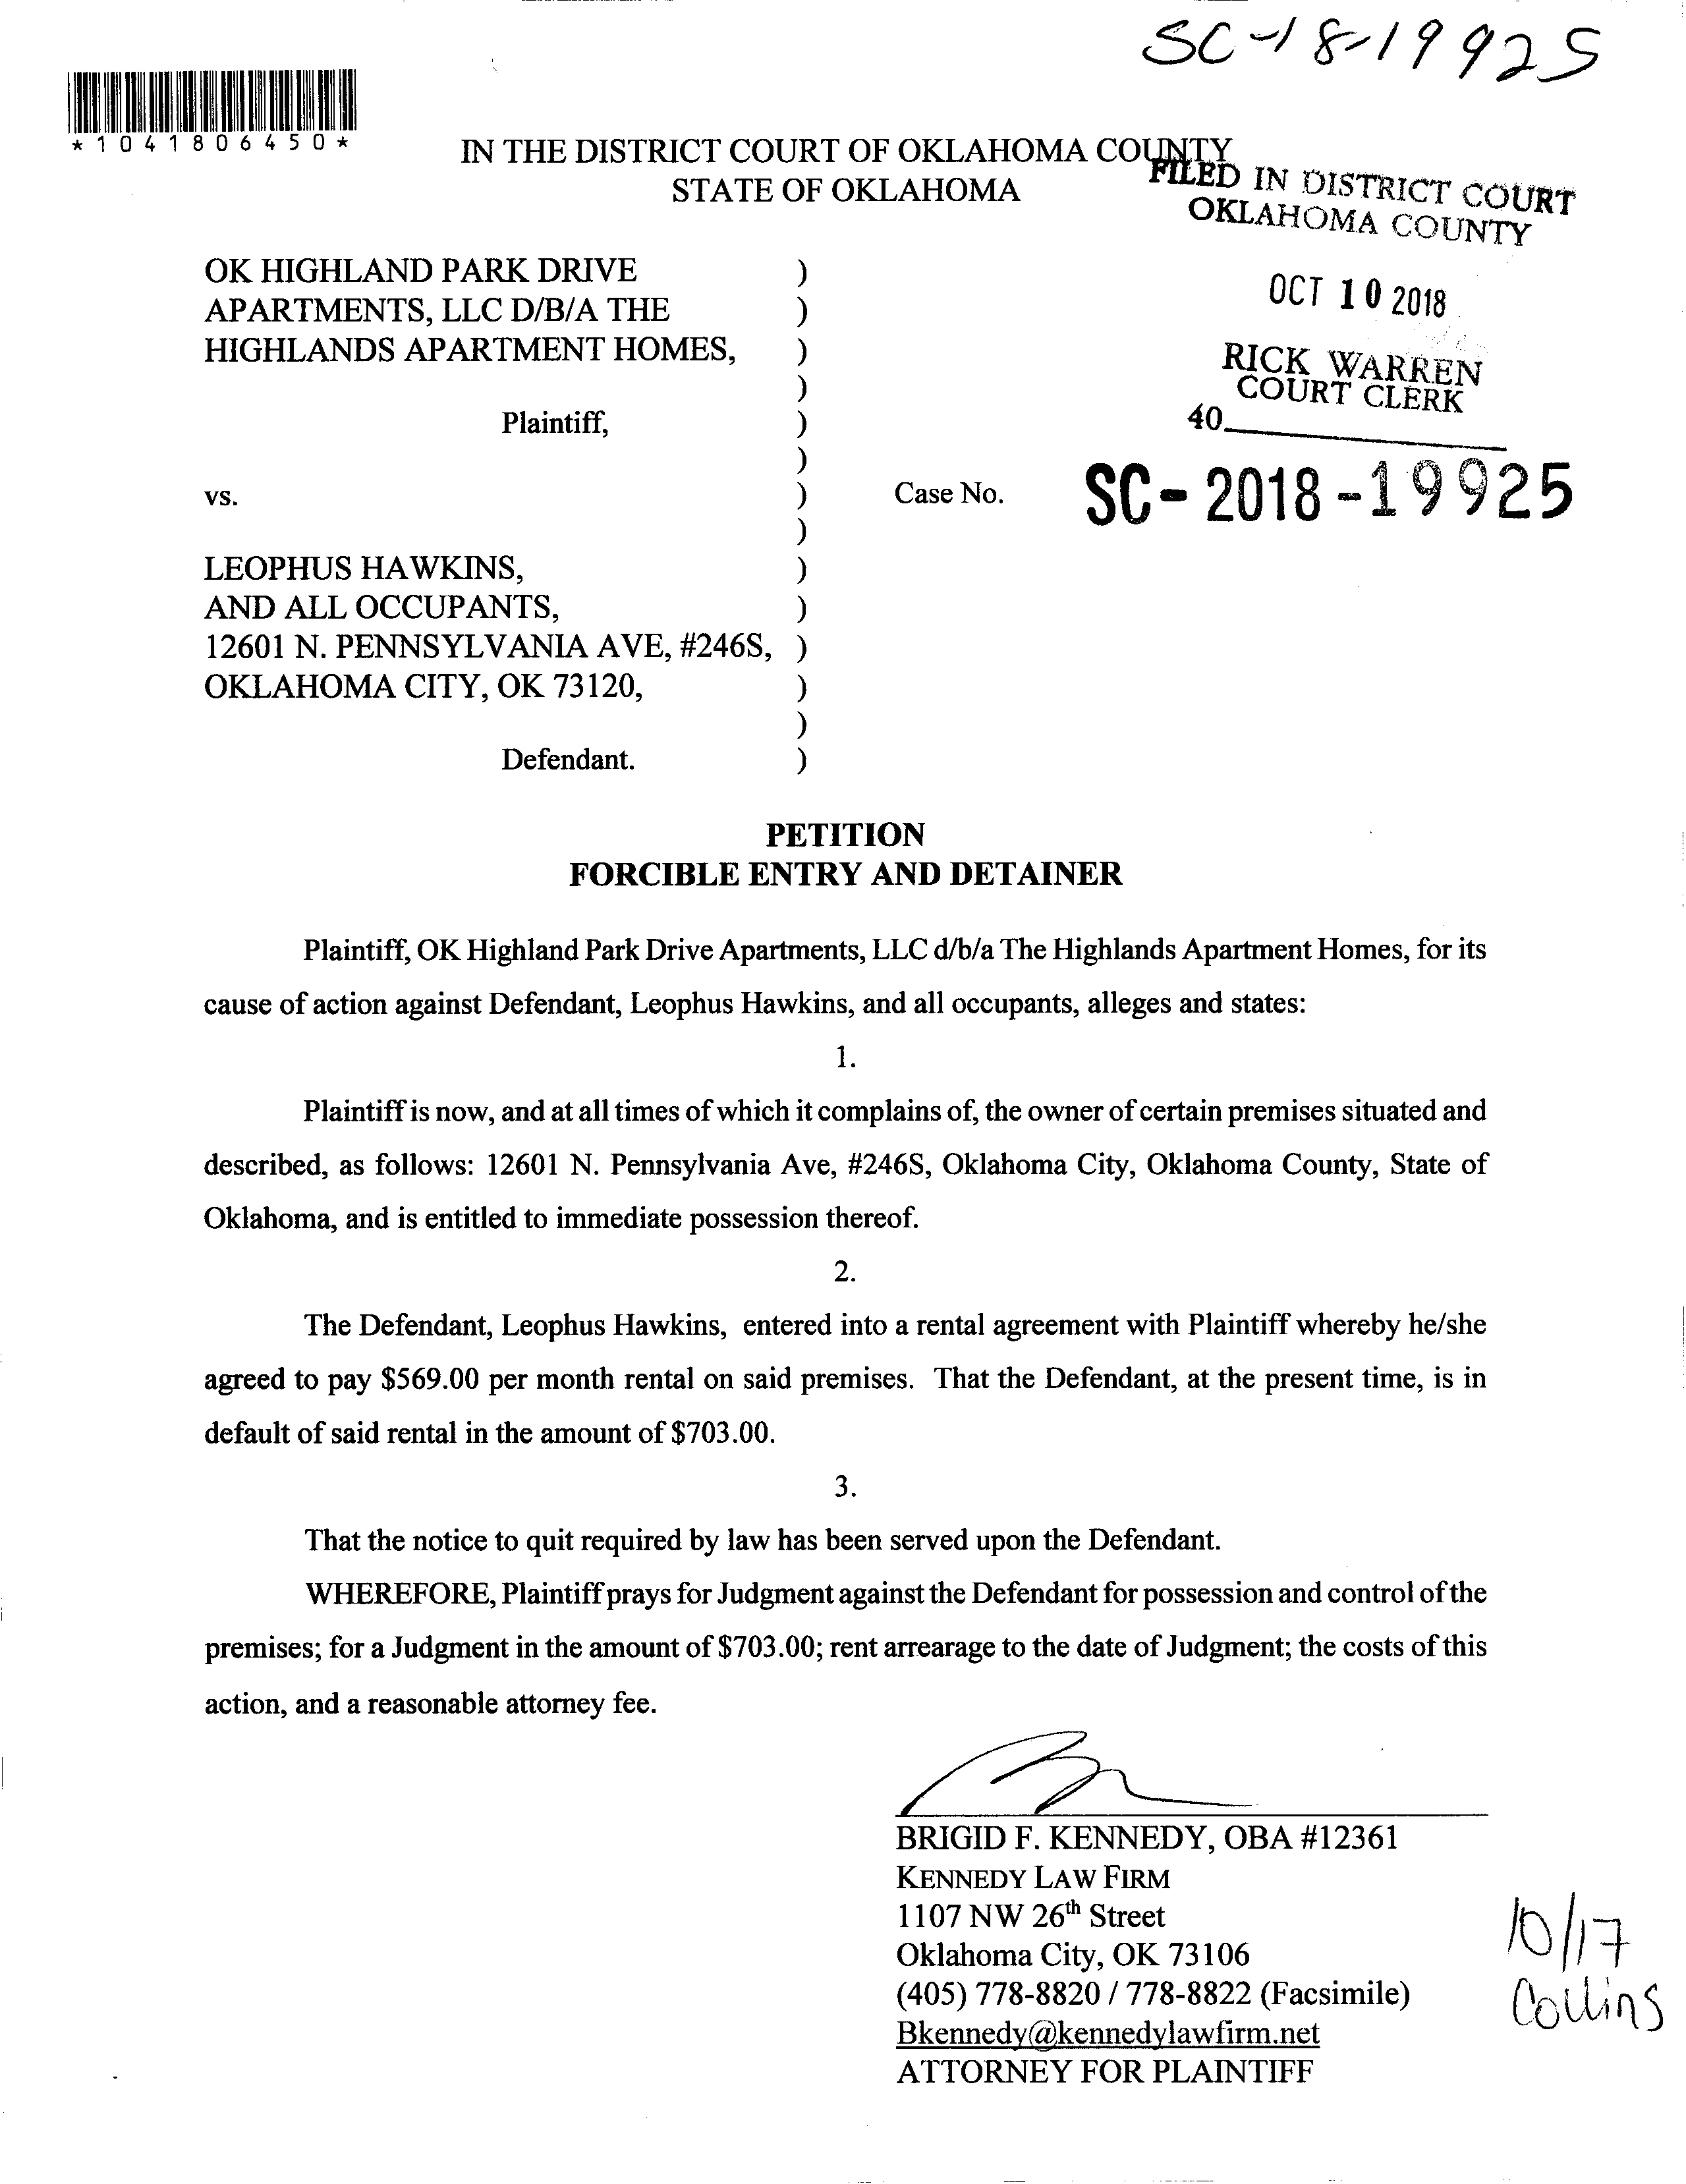 SC-18-19925
*1041806450*
IN THE DISTRICT COURT OF OKLAHOMA COUNTY
STATE OF OKLAHOMA
FILED IN DISTRICT COURT
OKLAHOMA COUNTY
OCT 10 2018
RICK WARREN
COURT CLERK
40
OK HIGHLAND PARK DRIVE )
APARTMENTS, LLC D/B/A THE )
HIGHLANDS APARTMENT HOMES, )
)
Plaintiff, )
)
vs. ) Case No. SC-2018-19925
)
LEOPHUS HAWKINS, )
AND ALL OCCUPANTS, )
12601 N. PENNSYLVANIA AVE, #246S, )
OKLAHOMA CITY, OK 73120, )
)
Defendant. )
PETITION
FORCIBLE ENTRY AND DETAINER
Plaintiff, OK Highland Park Drive Apartments, LLC d/b/a The Highlands Apartment Homes, for its
cause of action against Defendant, Leophus Hawkins, and all occupants, alleges and states:
1.
Plaintiff is now, and at all times of which it complains of, the owner of certain premises situated and
described, as follows: 12601 N. Pennsylvania Ave, #246S, Oklahoma City, Oklahoma County, State of
Oklahoma, and is entitled to immediate possession thereof.
2.
The Defendant, Leophus Hawkins, entered into a rental agreement with Plaintiff whereby he/she
agreed to pay $569.00 per month rental on said premises. That the Defendant, at the present time, is in
default of said rental in the amount of $703.00.
3.
That the notice to quit required by law has been served upon the Defendant.
WHEREFORE, Plaintiff prays for Judgment against the Defendant for possession and control of the
premises; for a Judgment in the amount of $703.00; rent arrearage to the date of Judgment; the costs of this
action, and a reasonable attorney fee.
BRIGID F. KENNEDY, OBA #12361
KENNEDY LAW FIRM
1107 NW 26th Street
Oklahoma City, OK 73106
(405) 778-8820 / 778-8822 (Facsimile)
Bkennedy@kennedylawfirm.net
ATTORNEY FOR PLAINTIFF
10/17
Collins